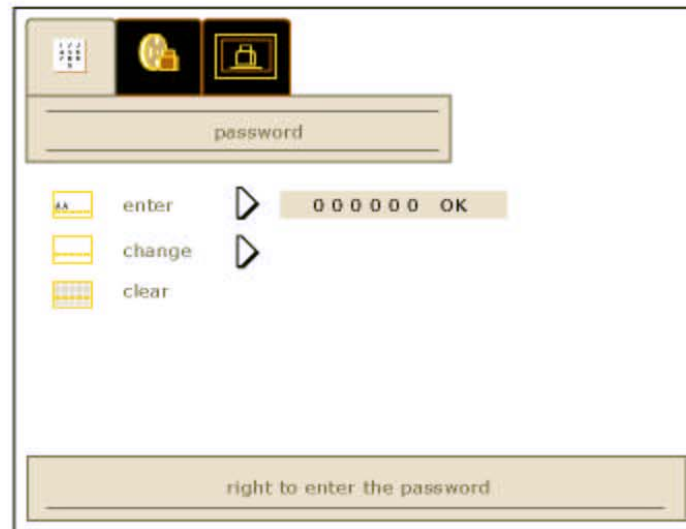 password
enter
000000 OK
change
clear
right to enter the password